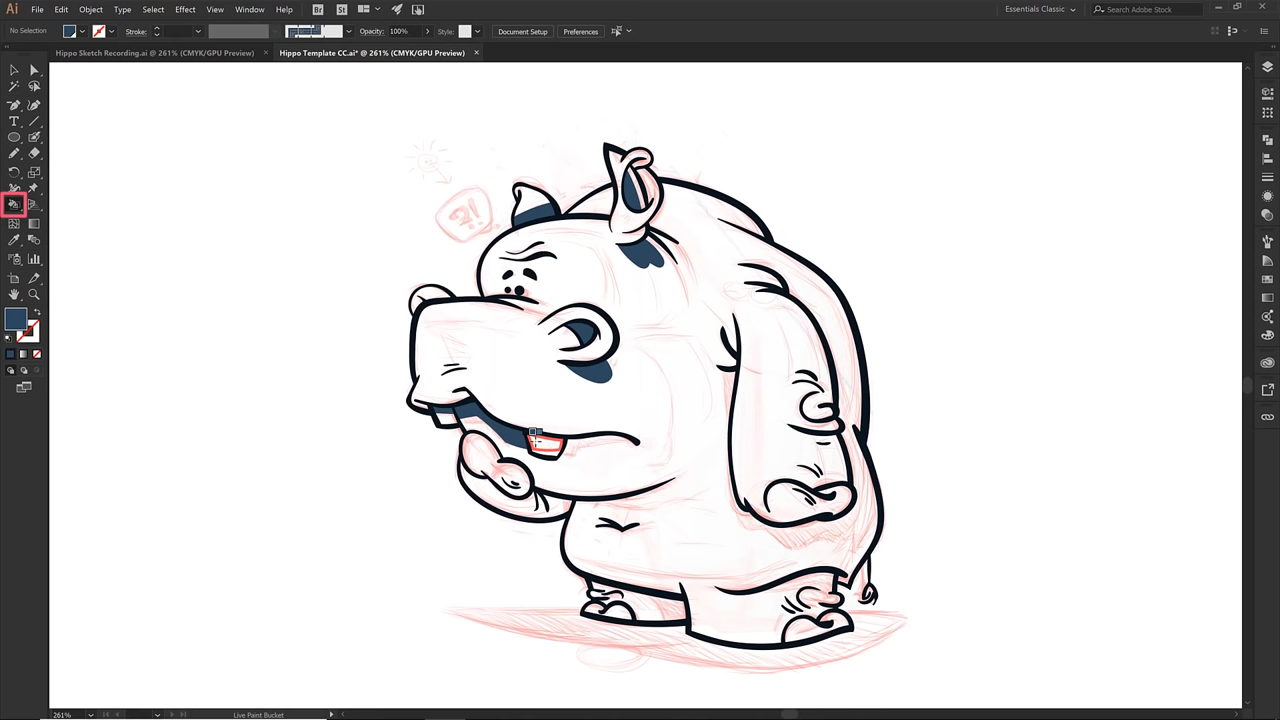 Ai File Edit Object Type Select Effect View Window Help Br St Essentials Classic Search Adobe Stock
No Selection Stroke: Opacity: 100% Style: Document Setup Preferences
Hippo Sketch Recording.ai @ 261% (CMYK/GPU Preview) × Hippo Template CC.ai* @ 261% (CMYK/GPU Preview) ×
?!
261% Live Paint Bucket